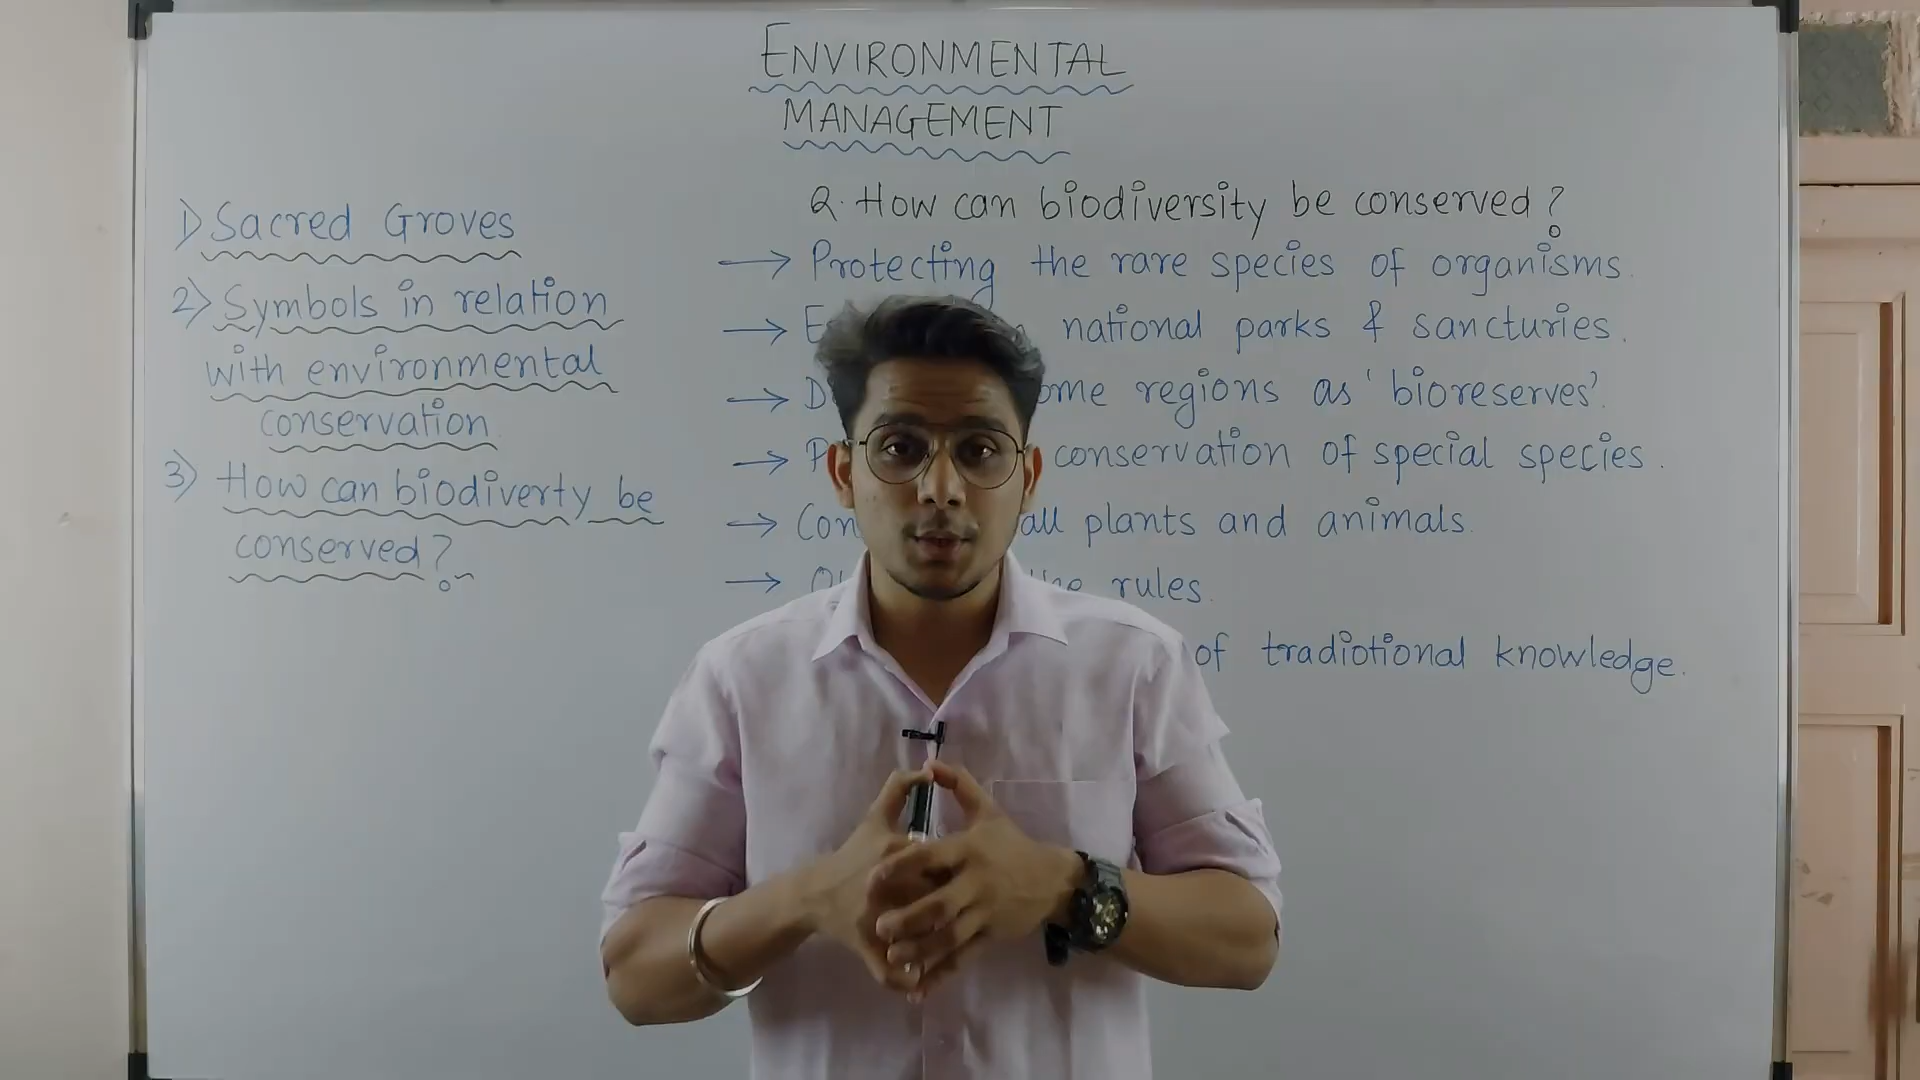 ENVIRONMENTAL
MANAGEMENT
1) Sacred Groves
2) Symbols in relation
with environmental
conservation
3) How can biodiverty be
conserved?
Q. How can biodiversity be conserved?
→ Protecting the rare species of organisms.
→ national parks & sancturies.
→ regions as 'bioreserves'.
→ conservation of special species.
→ all plants and animals.
→ rules.
of tradiotional knowledge.